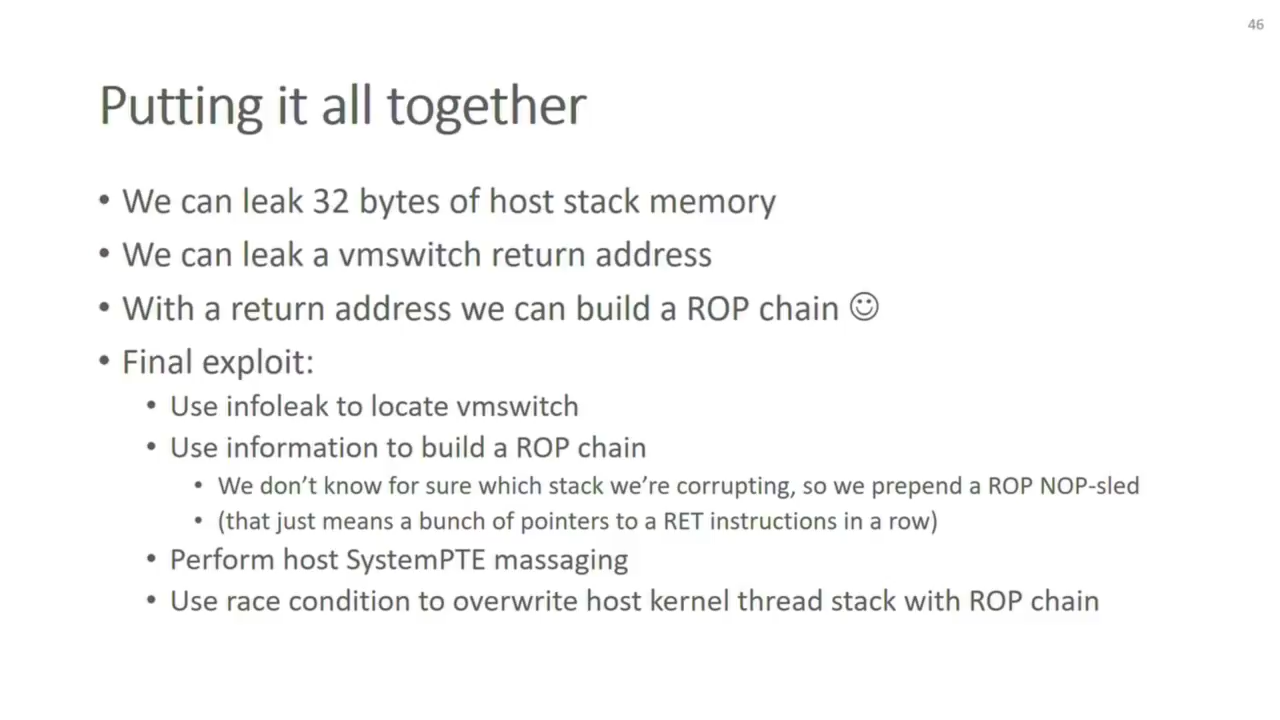 46
Putting it all together
• We can leak 32 bytes of host stack memory
• We can leak a vmswitch return address
• With a return address we can build a ROP chain ☺
• Final exploit:
• Use infoleak to locate vmswitch
• Use information to build a ROP chain
• We don't know for sure which stack we're corrupting, so we prepend a ROP NOP-sled
• (that just means a bunch of pointers to a RET instructions in a row)
• Perform host SystemPTE massaging
• Use race condition to overwrite host kernel thread stack with ROP chain